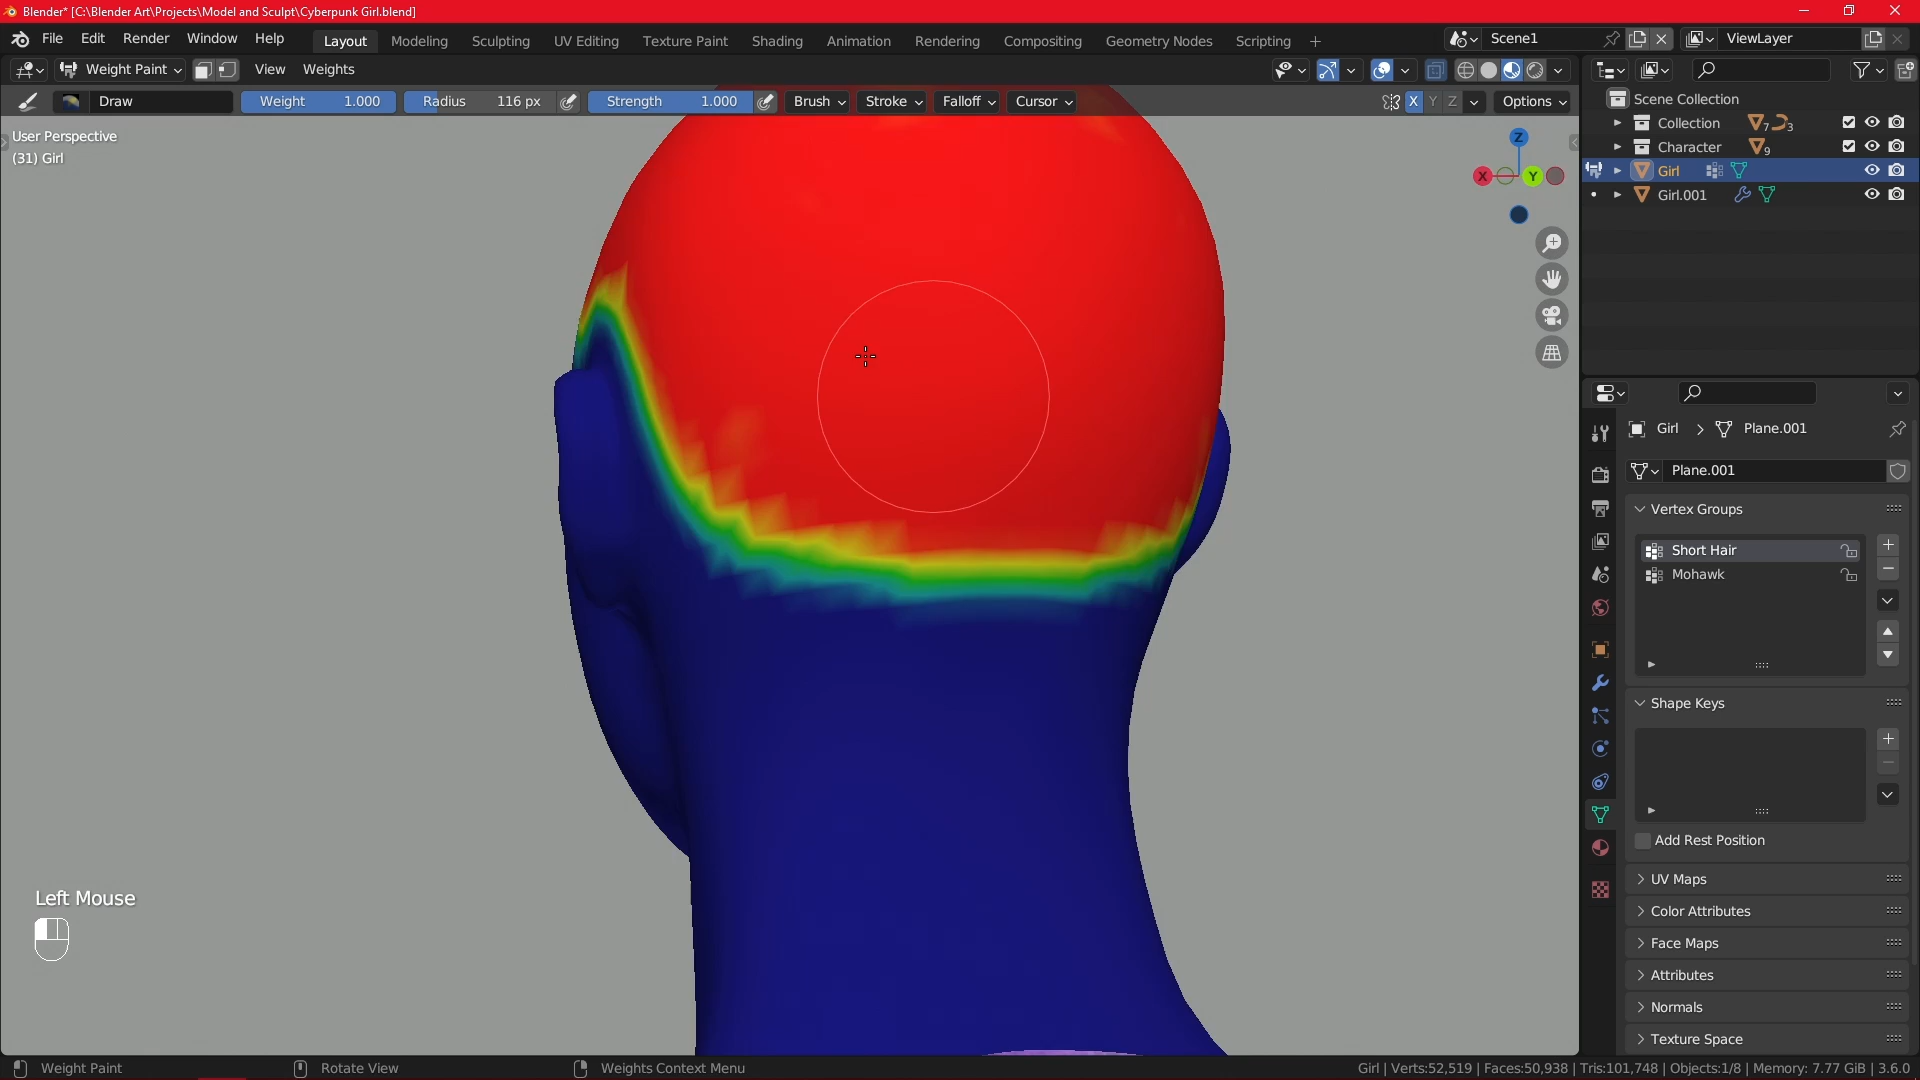 Blender* [C:\Blender Art\Projects\Model and Sculpt\Cyberpunk Girl.blend]
File Edit Render Window Help Layout Modeling Sculpting UV Editing Texture Paint Shading Animation Rendering Compositing Geometry Nodes Scripting + Scene1 ViewLayer
Weight Paint View Weights
Draw Weight 1.000 Radius 116 px Strength 1.000 Brush Stroke Falloff Cursor X Y Z Options
User Perspective
(31) Girl
Z
X Y
Scene Collection
Collection 7 3
Character 9
Girl
Girl.001
Girl > Plane.001
Plane.001
Vertex Groups
Short Hair
Mohawk
Shape Keys
Add Rest Position
UV Maps
Color Attributes
Face Maps
Attributes
Normals
Texture Space
Left Mouse
Weight Paint Rotate View Weights Context Menu Girl | Verts:52,519 | Faces:50,938 | Tris:101,748 | Objects:1/8 | Memory: 7.77 GiB | 3.6.0